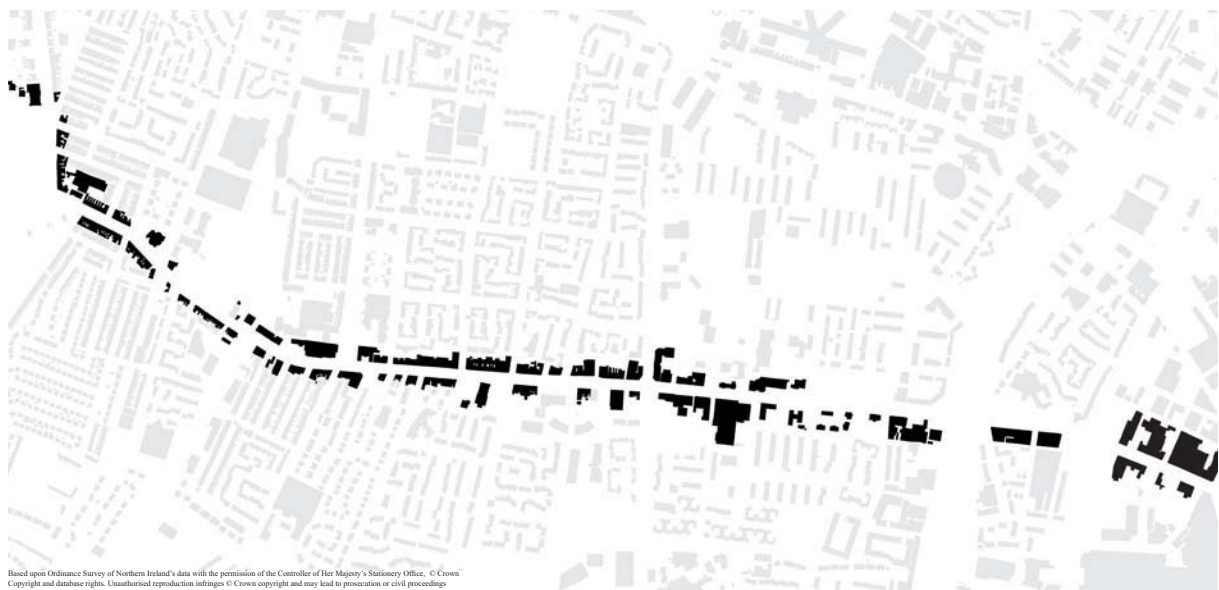 Based upon Ordinance Survey of Northern Ireland's data with the permission of the Controller of Her Majesty's Stationery Office, © Crown
Copyright and database rights. Unauthorised reproduction infringes © Crown copyright and may lead to prosecution or civil proceedings